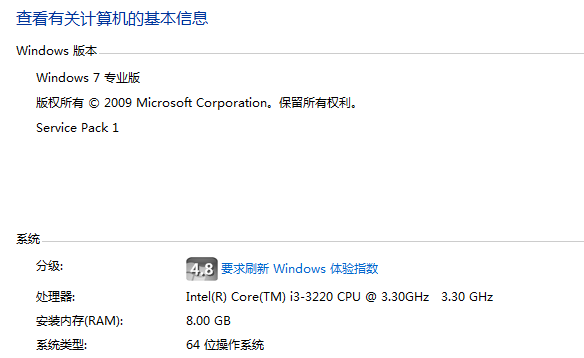 查看有关计算机的基本信息
Windows 版本
Windows 7 专业版
版权所有 © 2009 Microsoft Corporation。保留所有权利。
Service Pack 1
系统
分级: 4.8 要求刷新 Windows 体验指数
处理器: Intel(R) Core(TM) i3-3220 CPU @ 3.30GHz 3.30 GHz
安装内存(RAM): 8.00 GB
系统类型: 64 位操作系统